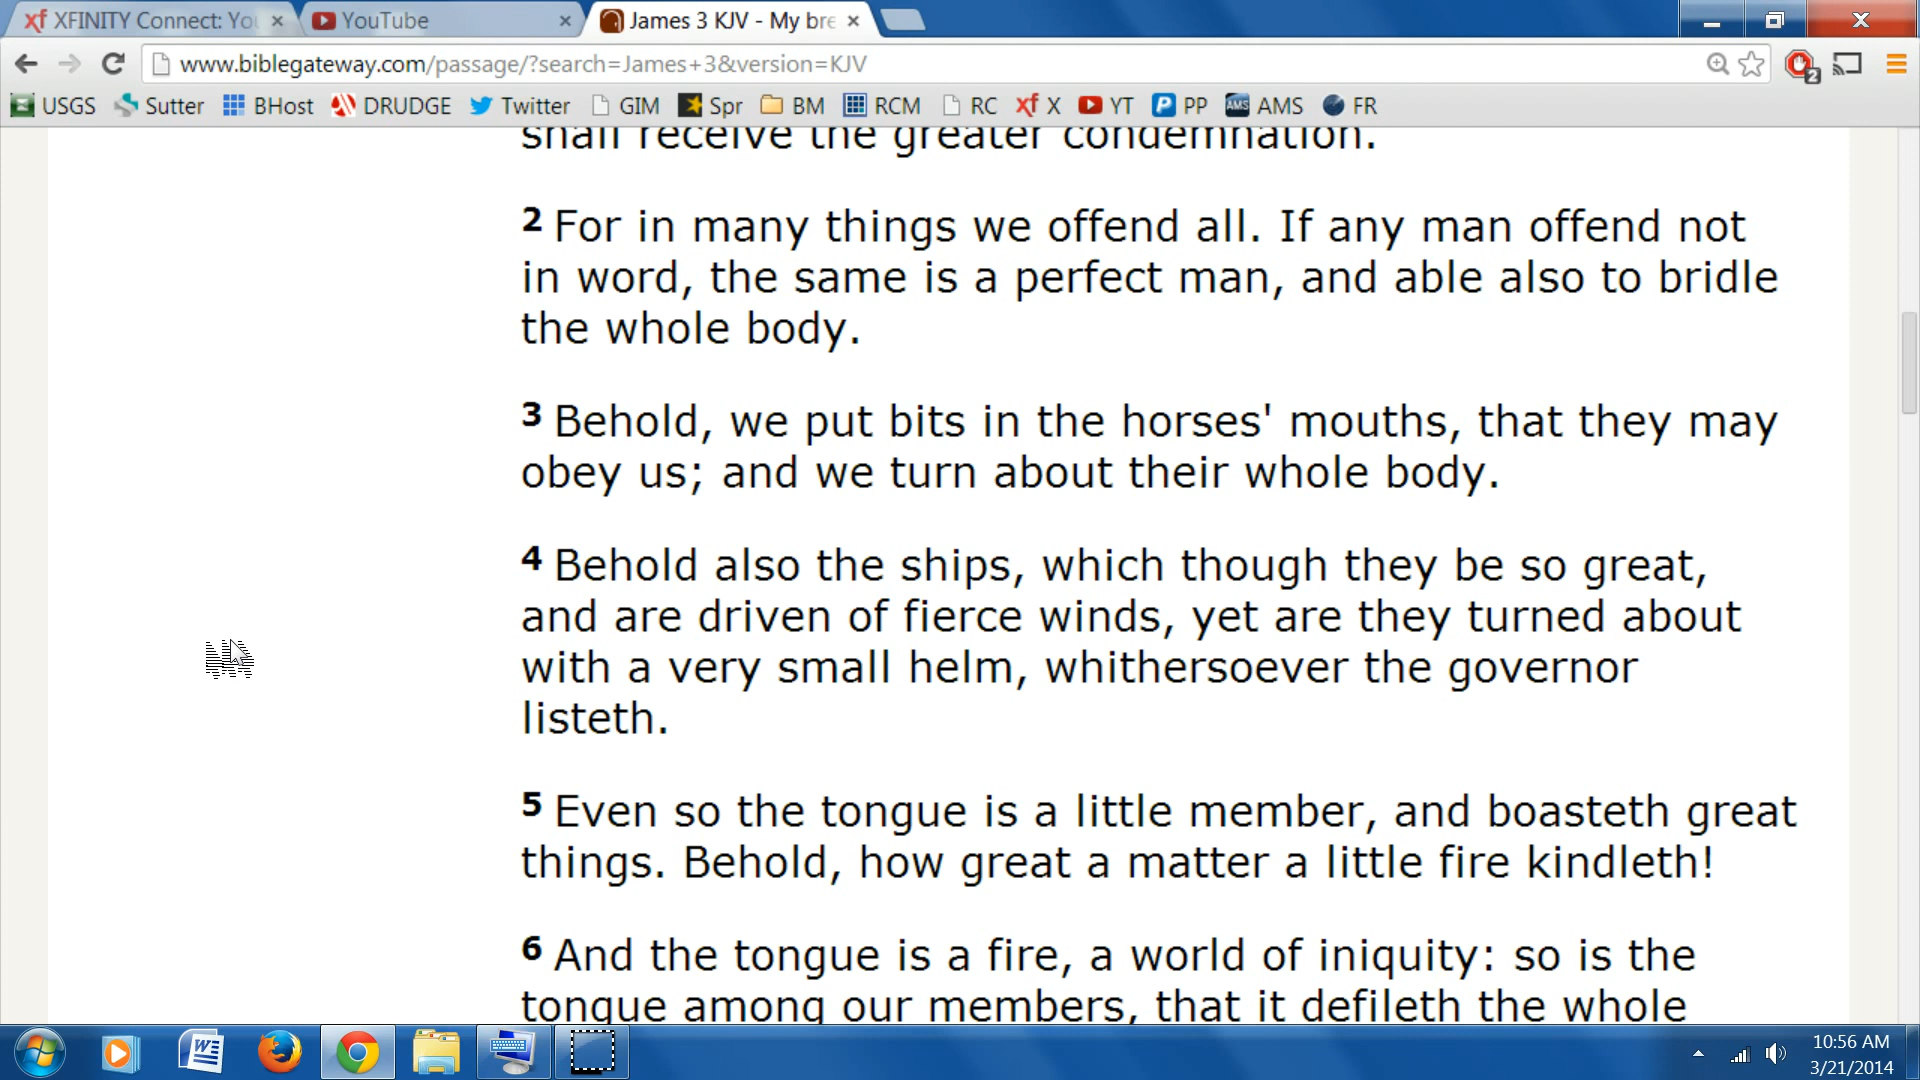 XFINITY Connect: You
YouTube
James 3 KJV - My bre
www.biblegateway.com/passage/?search=James+3&version=KJV
2
USGS Sutter BHost DRUDGE Twitter GIM Spr BM RCM RC X YT PP AMS FR
shall receive the greater condemnation.
2 For in many things we offend all. If any man offend not
in word, the same is a perfect man, and able also to bridle
the whole body.
3 Behold, we put bits in the horses' mouths, that they may
obey us; and we turn about their whole body.
4 Behold also the ships, which though they be so great,
and are driven of fierce winds, yet are they turned about
with a very small helm, whithersoever the governor
listeth.
5 Even so the tongue is a little member, and boasteth great
things. Behold, how great a matter a little fire kindleth!
6 And the tongue is a fire, a world of iniquity: so is the
tongue among our members, that it defileth the whole
10:56 AM
3/21/2014